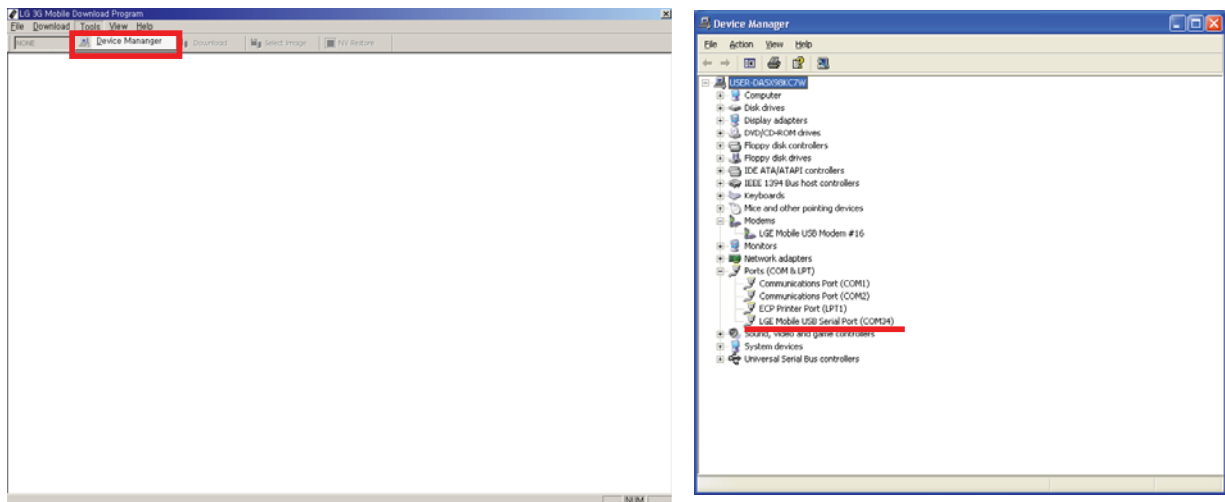 LG 3G Mobile Download Program
File Download Tools View Help
NONE
Device Mananger
Download
Select Image
NV Restore
NUM
Device Manager
File Action View Help
USER-DASX98KC7W
Computer
Disk drives
Display adapters
DVD/CD-ROM drives
Floppy disk controllers
Floppy disk drives
IDE ATA/ATAPI controllers
IEEE 1394 Bus host controllers
Keyboards
Mice and other pointing devices
Modems
LGE Mobile USB Modem #16
Monitors
Network adapters
Ports (COM & LPT)
Communications Port (COM1)
Communications Port (COM2)
ECP Printer Port (LPT1)
LGE Mobile USB Serial Port (COM34)
Sound, video and game controllers
System devices
Universal Serial Bus controllers